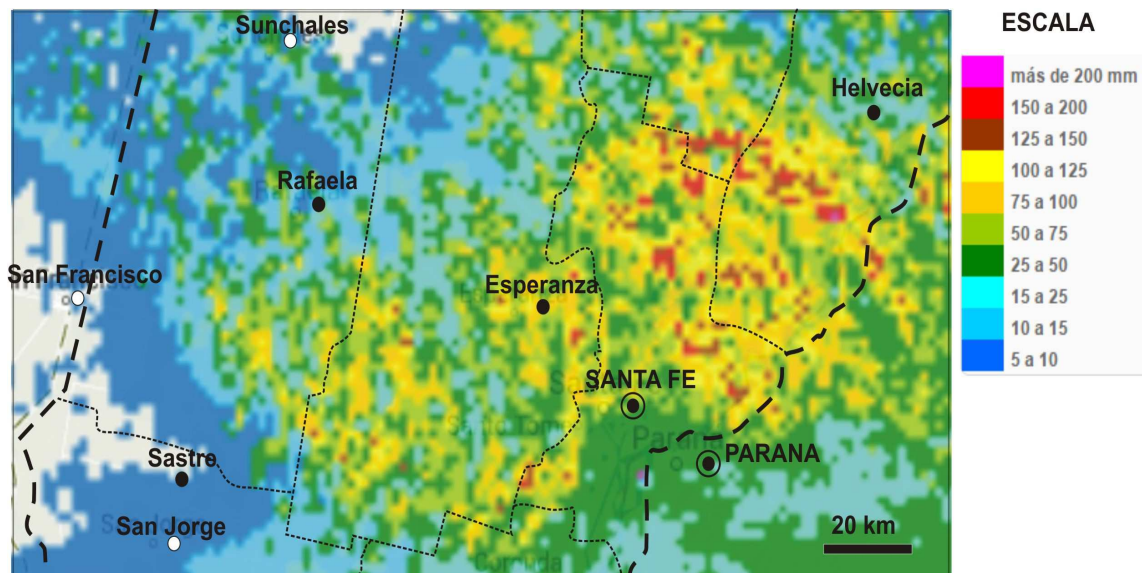 Sunchales
Helvecia
Rafaela
San Francisco
Esperanza
SANTA FE
PARANA
Paraná
Sastre
San Jorge
20 km
ESCALA
más de 200 mm
150 a 200
125 a 150
100 a 125
75 a 100
50 a 75
25 a 50
15 a 25
10 a 15
5 a 10